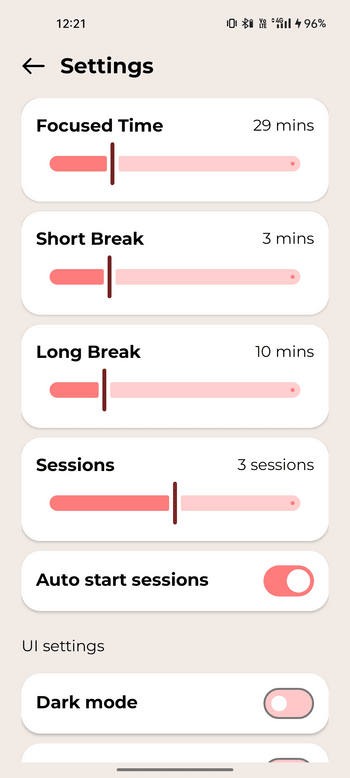 12:21
96%
Settings
Focused Time 29 mins
Short Break 3 mins
Long Break 10 mins
Sessions 3 sessions
Auto start sessions
UI settings
Dark mode